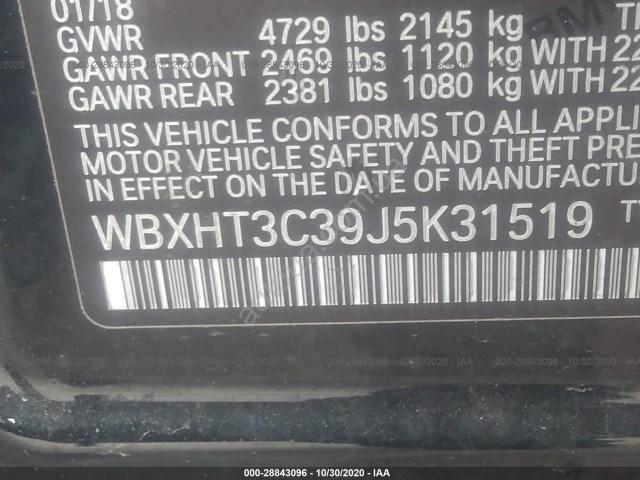 01/18
GVWR 4729 lbs 2145 kg
GAWR FRONT 2469 lbs 1120 kg WITH 22
GAWR REAR 2381 lbs 1080 kg WITH 22
THIS VEHICLE CONFORMS TO ALL APPLI
MOTOR VEHICLE SAFETY AND THEFT PRE
IN EFFECT ON THE DATE OF MANUFACTU
WBXHT3C39J5K31519
000-28843096 - 10/30/2020 - IAA